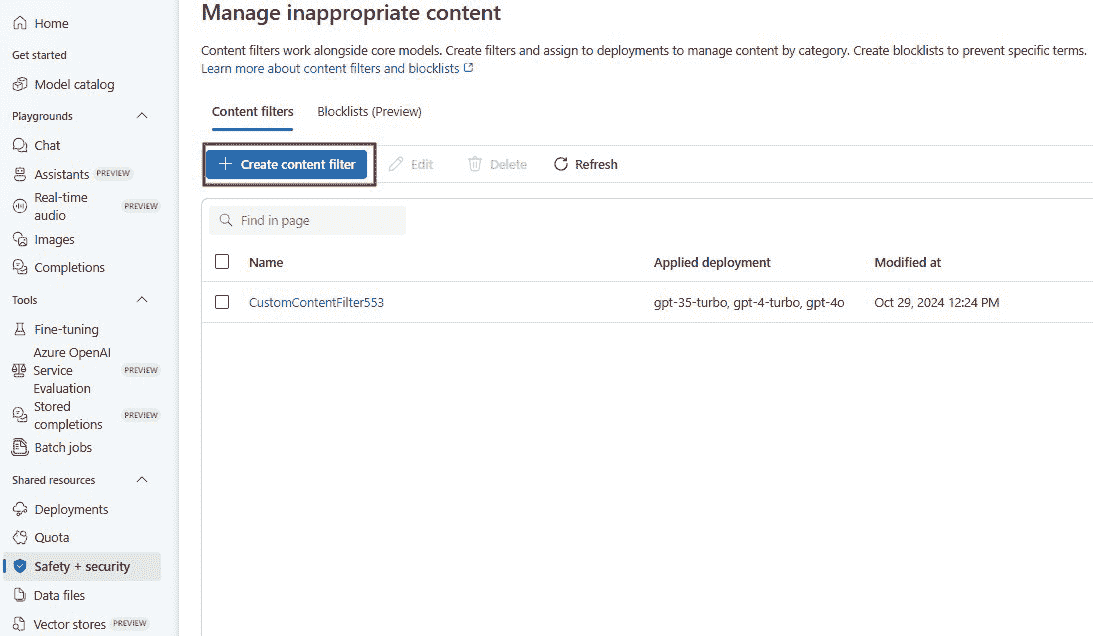 Home
Get started
Model catalog
Playgrounds
Chat
Assistants PREVIEW
Real-time
audio PREVIEW
Images
Completions
Tools
Fine-tuning
Azure OpenAI
Service PREVIEW
Evaluation
Stored
completions PREVIEW
Batch jobs
Shared resources
Deployments
Quota
Safety + security
Data files
Vector stores PREVIEW
Manage inappropriate content
Content filters work alongside core models. Create filters and assign to deployments to manage content by category. Create blocklists to prevent specific terms.
Learn more about content filters and blocklists
Content filters Blocklists (Preview)
Create content filter Edit Delete Refresh
Find in page
Name Applied deployment Modified at
CustomContentFilter553 gpt-35-turbo, gpt-4-turbo, gpt-4o Oct 29, 2024 12:24 PM